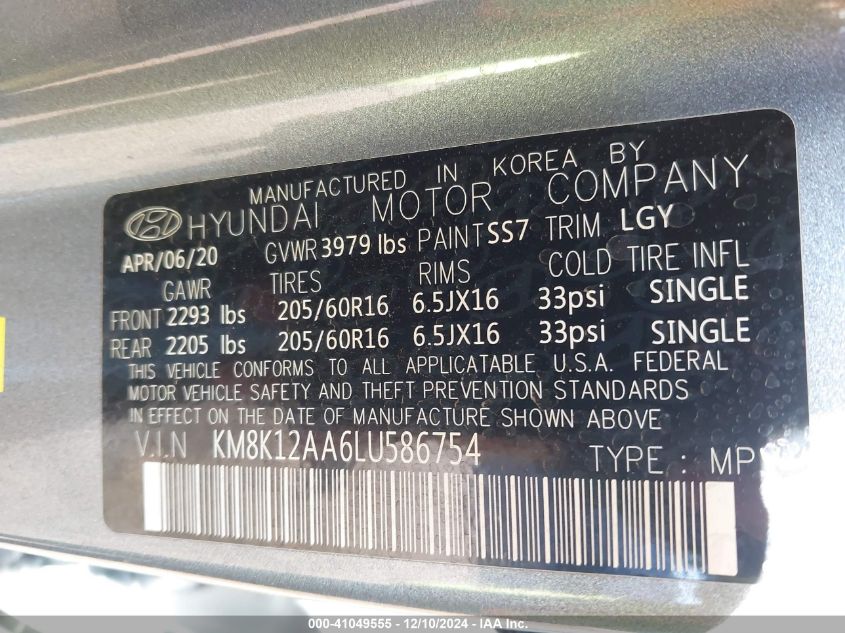 MANUFACTURED IN KOREA BY
HYUNDAI MOTOR COMPANY
APR/06/20 GVWR 3979 lbs PAINT SS7 TRIM LGY
GAWR TIRES RIMS COLD TIRE INFL
FRONT 2293 lbs 205/60R16 6.5JX16 33psi SINGLE
REAR 2205 lbs 205/60R16 6.5JX16 33psi SINGLE
THIS VEHICLE CONFORMS TO ALL APPLICATABLE U.S.A. FEDERAL
MOTOR VEHICLE SAFETY AND THEFT PREVENTION STANDARDS
IN EFFECT ON THE DATE OF MANUFACTURE SHOWN ABOVE
V.I.N KM8K12AA6LU586754 TYPE :
000-41049555 - 12/10/2024 - IAA Inc.